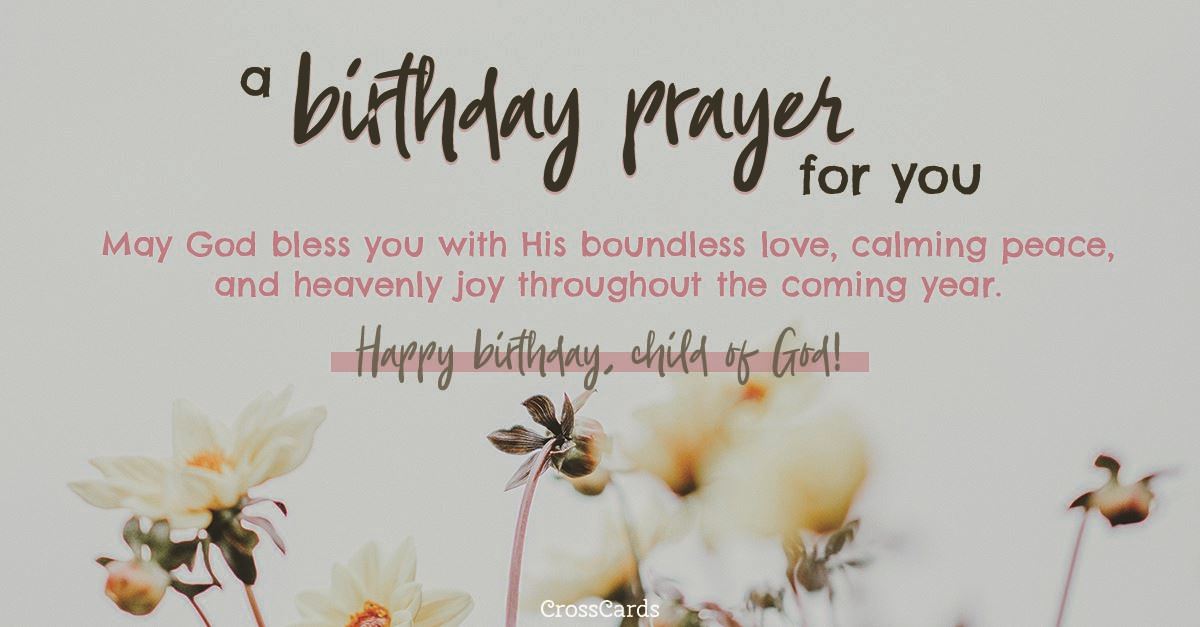 a birthday prayer
for you
May God bless you with His boundless love, calming peace,
and heavenly joy throughout the coming year.
Happy birthday, child of God!
CrossCards